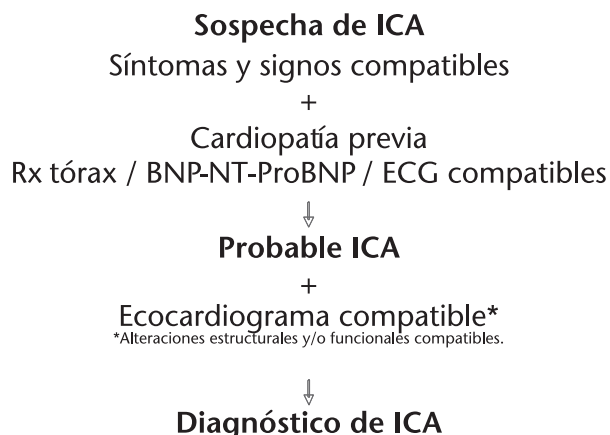 Sospecha de ICA
Síntomas y signos compatibles
+
Cardiopatía previa
Rx tórax / BNP-NT-ProBNP / ECG compatibles
Probable ICA
+
Ecocardiograma compatible*
*Alteraciones estructurales y/o funcionales compatibles.
Diagnóstico de ICA